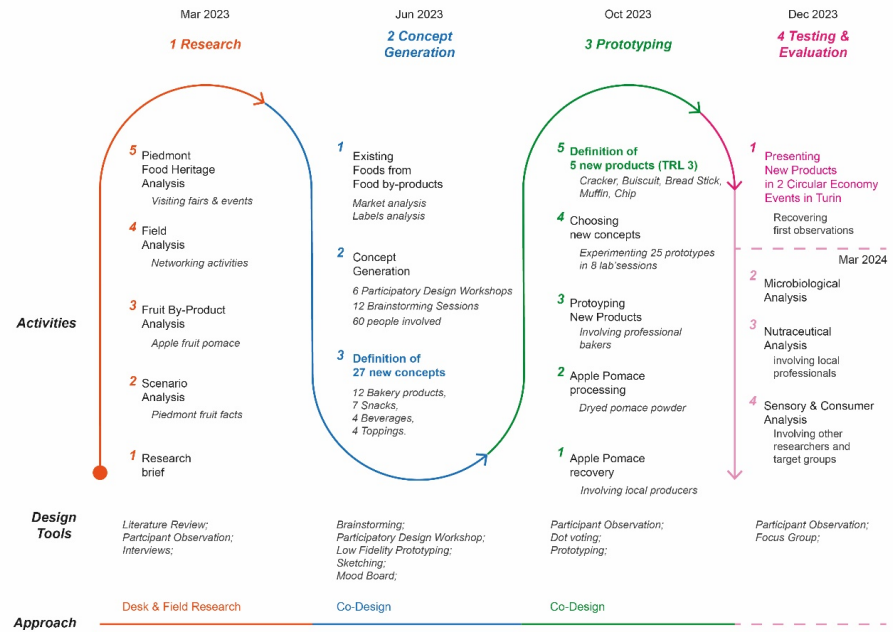 Mar 2023
1 Research
5 Piedmont
Food Heritage
Analysis
Visiting fairs & events
4 Field
Analysis
Networking activities
3 Fruit By-Product
Analysis
Apple fruit pomace
2 Scenario
Analysis
Piedmont fruit facts
1 Research
brief
Jun 2023
2 Concept
Generation
1 Existing
Foods from
Food by-products
Market analysis
Labels analysis
2 Concept
Generation
6 Participatory Design Workshops
12 Brainstorming Sessions
60 people involved
3 Definition of
27 new concepts
12 Bakery products,
7 Snacks,
4 Beverages,
4 Toppings.
Oct 2023
3 Prototyping
5 Definition of
5 new products (TRL 3)
Cracker, Buiscuit, Bread Stick,
Muffin, Chip
4 Choosing
new concepts
Experimenting 25 prototypes
in 8 lab'sessions
3 Protoyping
New Products
Involving professional
bakers
2 Apple Pomace
processing
Dryed pomace powder
1 Apple Pomace
recovery
Involving local producers
Dec 2023
4 Testing &
Evaluation
1 Presenting
New Products
in 2 Circular Economy
Events in Turin
Recovering
first observations
Mar 2024
2 Microbiological
Analysis
3 Nutraceutical
Analysis
involving local
professionals
4 Sensory & Consumer
Analysis
Involving other
researchers and
target groups
Activities
Design
Tools
Literature Review;
Partcipant Observation;
Interviews;
Brainstorming;
Participatory Design Workshop;
Low Fidelity Prototyping;
Sketching;
Mood Board;
Participant Observation;
Dot voting;
Prototyping;
Participant Observation;
Focus Group;
Approach
Desk & Field Research
Co-Design
Co-Design